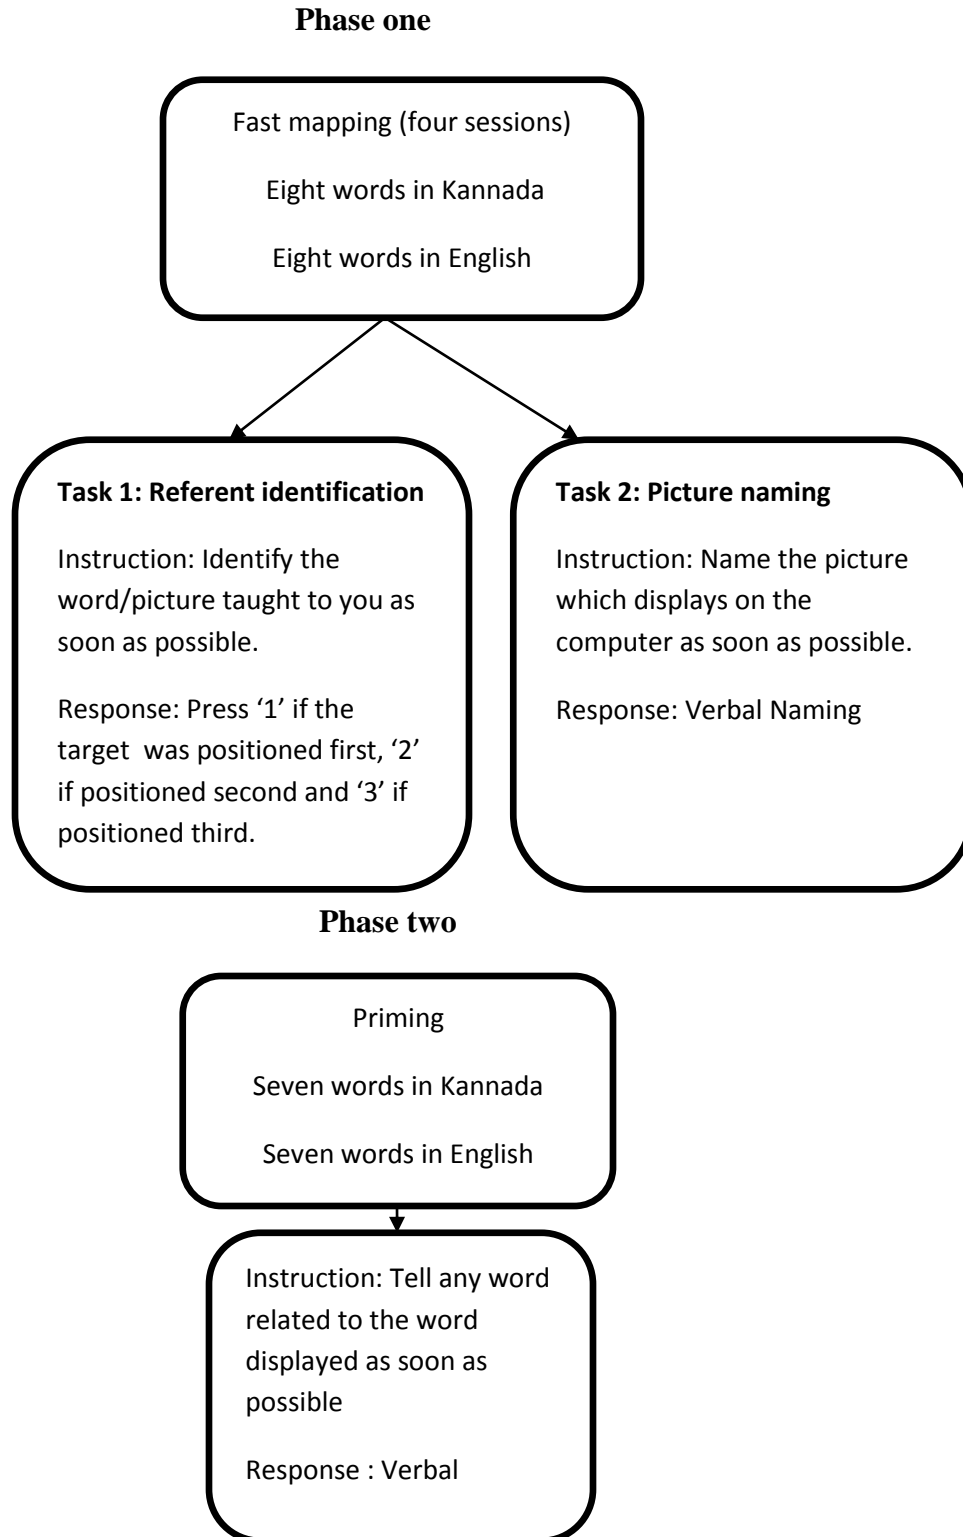 Phase one
Fast mapping (four sessions)
Eight words in Kannada
Eight words in English
Task 1: Referent identification
Instruction: Identify the
word/picture taught to you as
soon as possible.
Response: Press ‘1’ if the
target  was positioned first, ‘2’
if positioned second and ‘3’ if
positioned third.
Task 2: Picture naming
Instruction: Name the picture
which displays on the
computer as soon as possible.
Response: Verbal Naming
Phase two
Priming
Seven words in Kannada
Seven words in English
Instruction: Tell any word
related to the word
displayed as soon as
possible
Response : Verbal